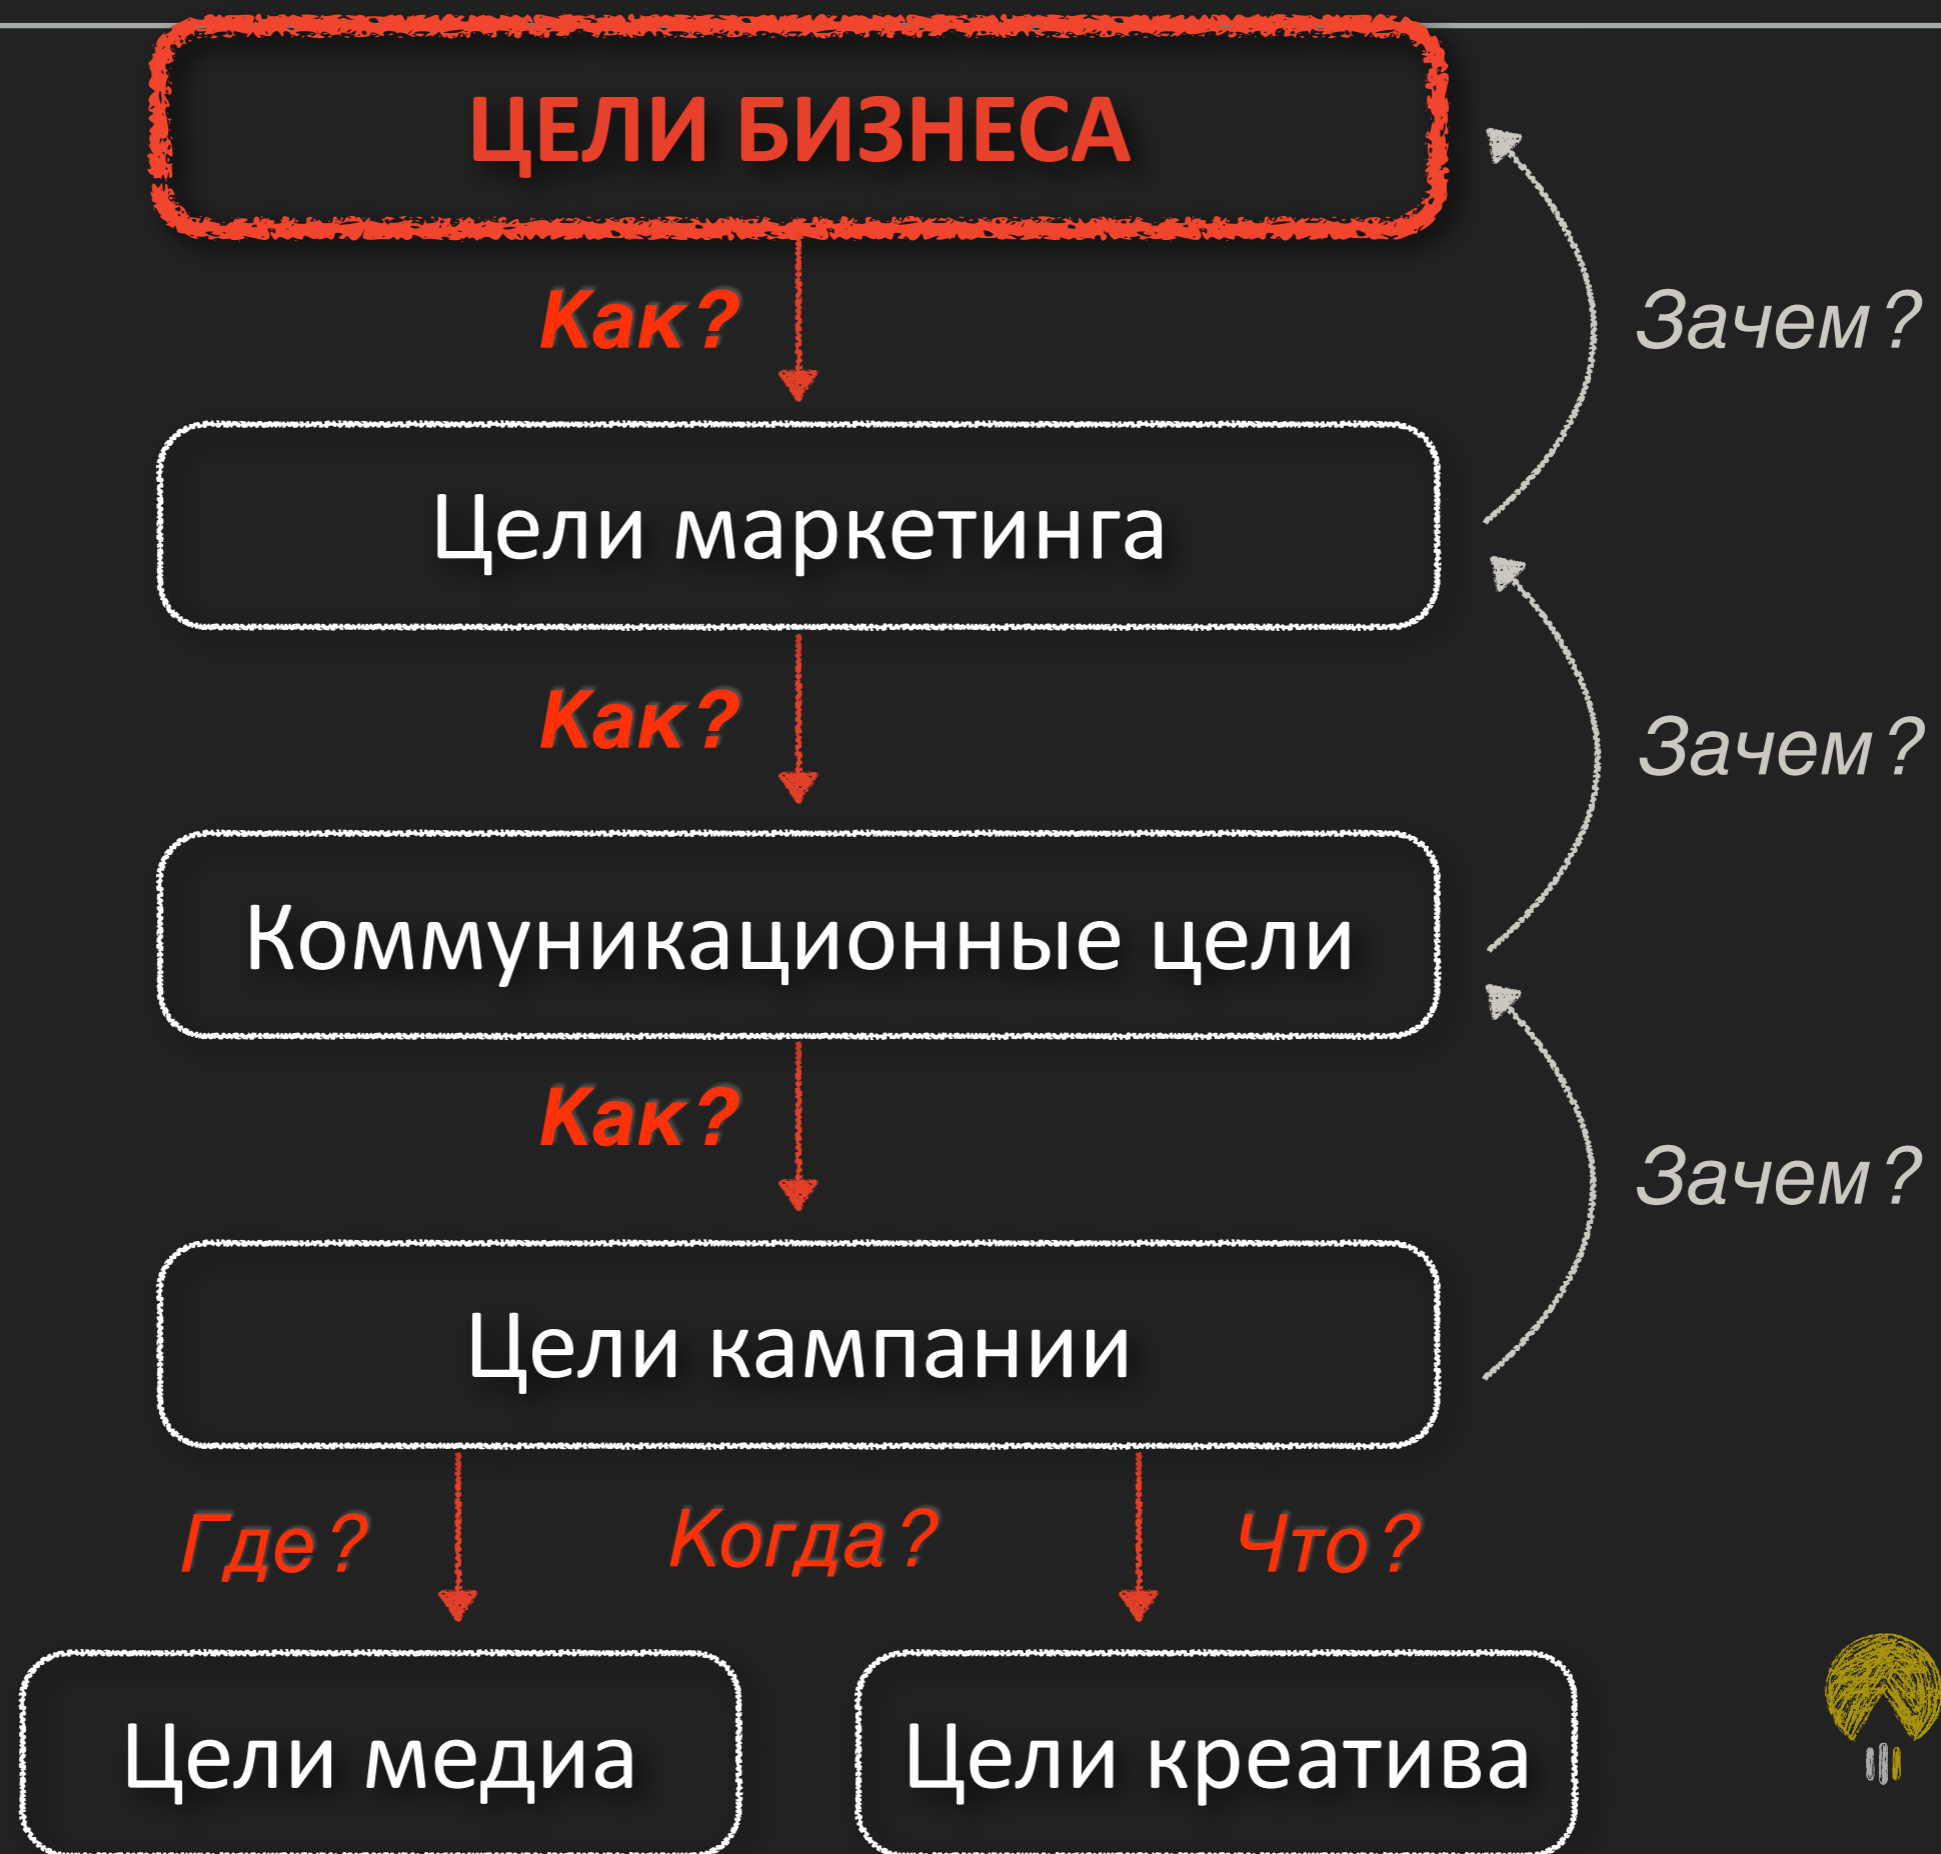 ЦЕЛИ БИЗНЕСА
Как?
Зачем?
Цели маркетинга
Как?
Зачем?
Коммуникационные цели
Как?
Зачем?
Цели кампании
Где?
Когда?
Что?
Цели медиа
Цели креатива